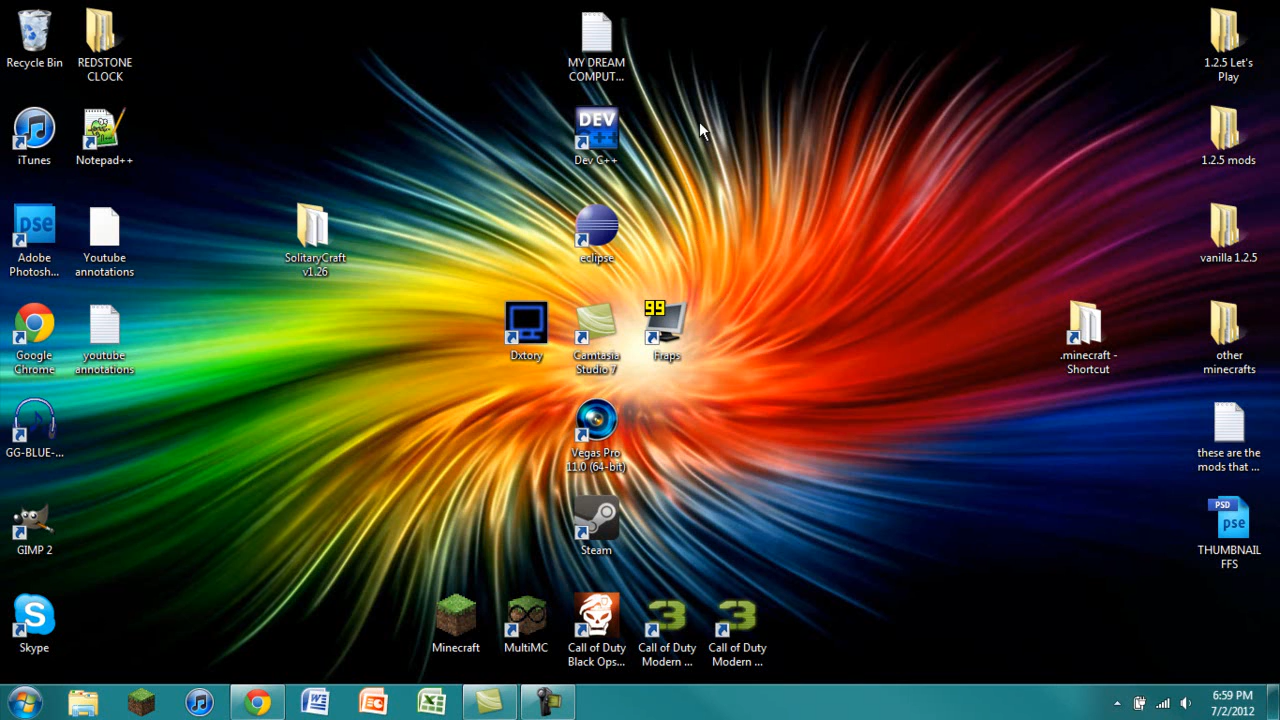 Recycle Bin
REDSTONE
CLOCK
MY DREAM
COMPUT...
1.2.5 Let's
Play
DEV
C++
iTunes
Notepad++
Dev C++
1.2.5 mods
pse
Adobe
Photosh...
Youtube
annotations
SolitaryCraft
v1.26
eclipse
vanilla 1.2.5
99
Google
Chrome
youtube
annotations
Dxtory
Camtasia
Studio 7
Fraps
.minecraft -
Shortcut
other
minecrafts
GG-BLUE-...
Vegas Pro
11.0 (64-bit)
these are the
mods that ...
PSD
pse
GIMP 2
Steam
THUMBNAIL
FFS
S
3
3
Skype
Minecraft
MultiMC
Call of Duty
Black Ops...
Call of Duty
Modern ...
Call of Duty
Modern ...
W
P
X
6:59 PM
7/2/2012